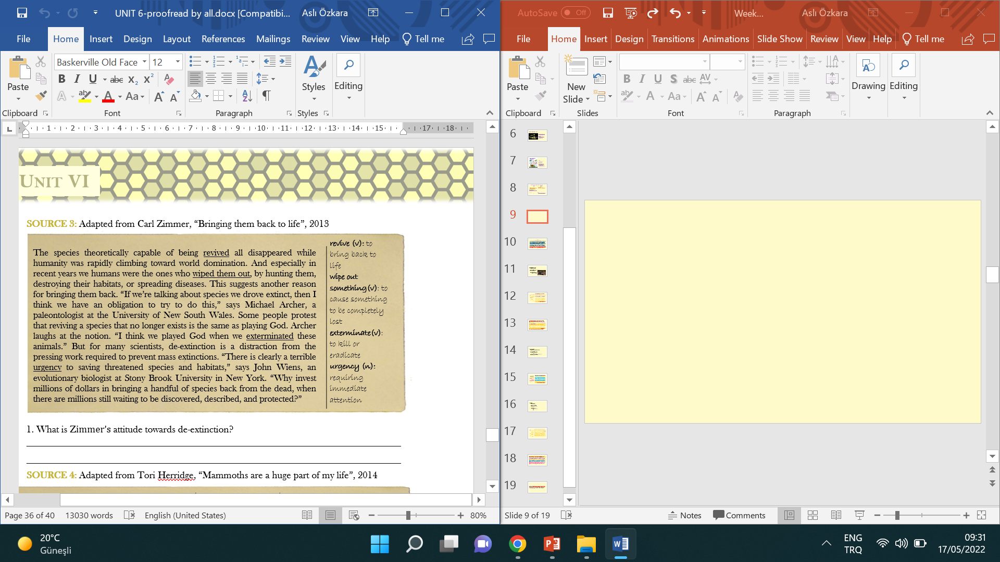 UNIT 6-proofread by all.docx [Compatibi...
Aslı Özkara
File
Home
Insert
Design
Layout
References
Mailings
Review
View
Help
Tell me
Paste
Clipboard
Baskerville Old Face
12
B I U abc x₂ x²
A ab A Aa A A
Font
Paragraph
Styles
Styles
Editing
1 2 3 4 5 6 7 8 9 10 11 12 13 14 15 17 18
UNIT VI
SOURCE 3: Adapted from Carl Zimmer, “Bringing them back to life”, 2013
The species theoretically capable of being revived all disappeared while
humanity was rapidly climbing toward world domination. And especially in
recent years we humans were the ones who wiped them out, by hunting them,
destroying their habitats, or spreading diseases. This suggests another reason
for bringing them back. “If we’re talking about species we drove extinct, then I
think we have an obligation to try to do this,” says Michael Archer, a
paleontologist at the University of New South Wales. Some people protest
that reviving a species that no longer exists is the same as playing God. Archer
laughs at the notion. “I think we played God when we exterminated these
animals.” But for many scientists, de-extinction is a distraction from the
pressing work required to prevent mass extinctions. “There is clearly a terrible
urgency to saving threatened species and habitats,” says John Wiens, an
evolutionary biologist at Stony Brook University in New York. “Why invest
millions of dollars in bringing a handful of species back from the dead, when
there are millions still waiting to be discovered, described, and protected?”
revive (v): to
bring back to
life
wipe out
something(v): to
cause something
to be completely
lost
exterminate(v):
to kill or
eradicate
urgency (n):
requiring
immediate
attention
1. What is Zimmer’s attitude towards de-extinction?
SOURCE 4: Adapted from Tori Herridge, “Mammoths are a huge part of my life”, 2014
Page 36 of 40
13030 words
English (United States)
80%
AutoSave
Off
Week...
Aslı Özkara
File
Home
Insert
Design
Transitions
Animations
Slide Show
Review
View
Help
Tell me
Paste
Clipboard
New
Slide
Slides
B I U S abc AV
ab A Aa A A
Font
Paragraph
Drawing
Editing
6
7
8
9
10
11
12
13
14
15
16
17
18
19
Slide 9 of 19
Notes
Comments
20°C
Güneşli
ENG
TRQ
09:31
17/05/2022